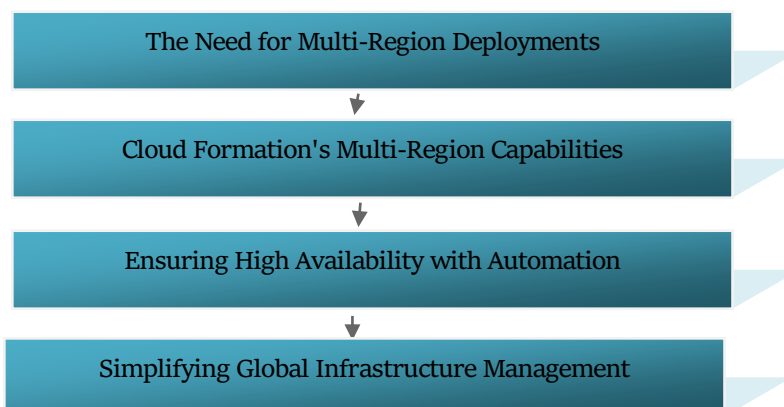 The Need for Multi-Region Deployments
Cloud Formation's Multi-Region Capabilities
Ensuring High Availability with Automation
Simplifying Global Infrastructure Management